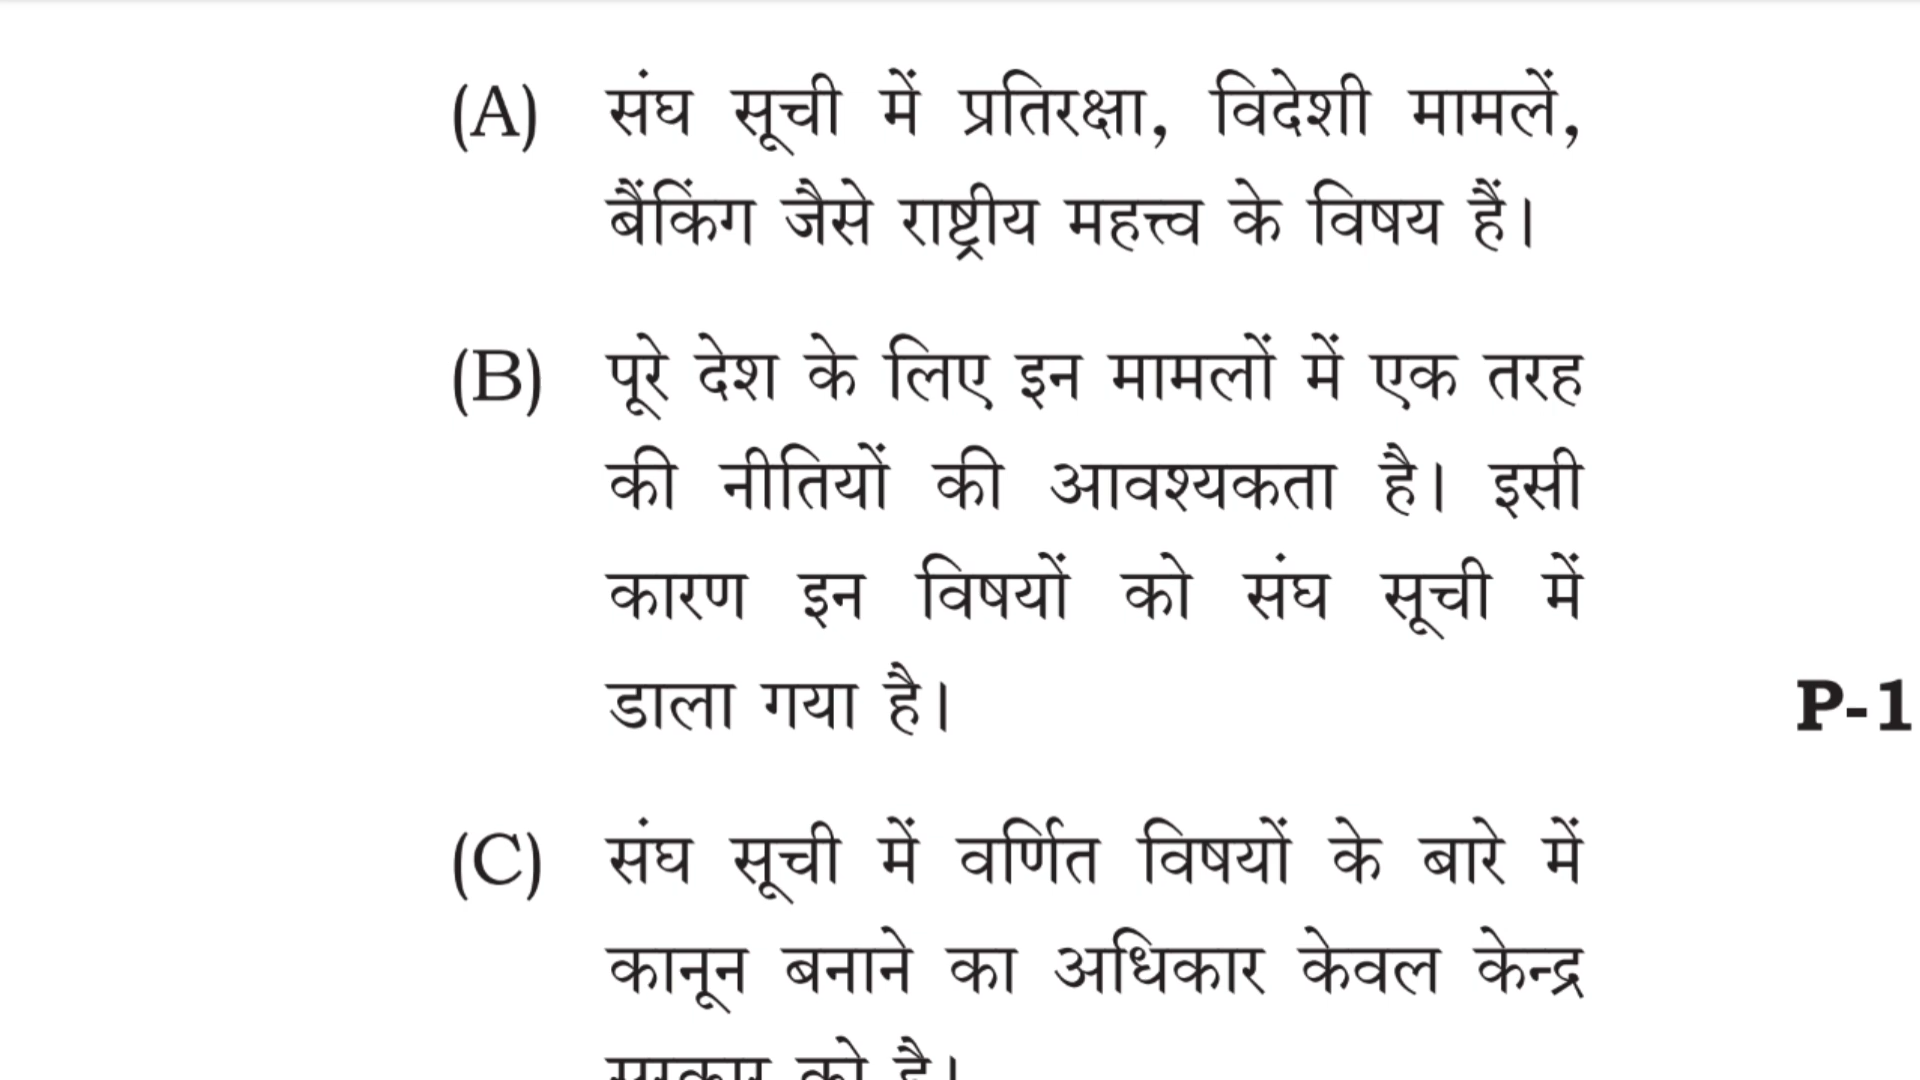 (A) संघ सूची में प्रतिरक्षा, विदेशी मामलें,
बैंकिंग जैसे राष्ट्रीय महत्त्व के विषय हैं।
(B) पूरे देश के लिए इन मामलों में एक तरह
की नीतियों की आवश्यकता है। इसी
कारण इन विषयों को संघ सूची में
डाला गया है।
P-1
(C) संघ सूची में वर्णित विषयों के बारे में
कानून बनाने का अधिकार केवल केन्द्र
सरकार को है।